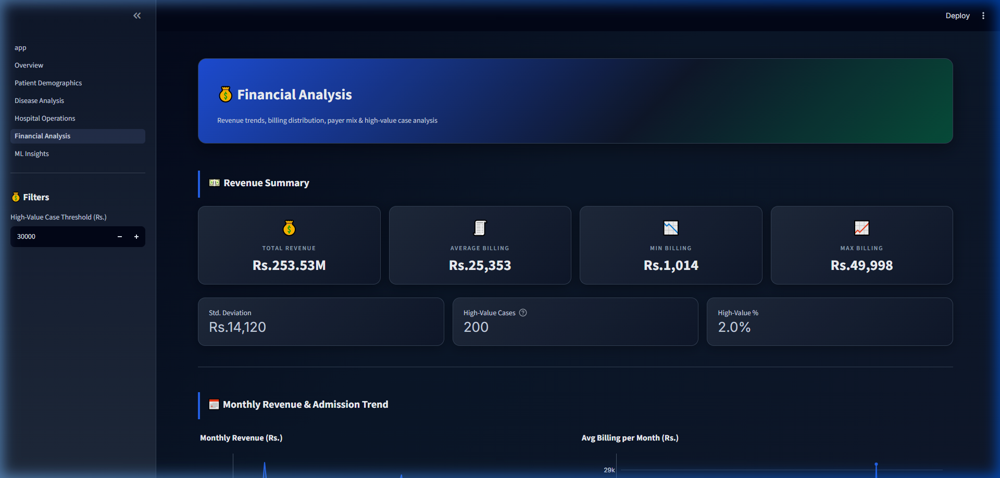 Deploy
app
Overview
Patient Demographics
Disease Analysis
Hospital Operations
Financial Analysis
ML Insights
Filters
High-Value Case Threshold (Rs.)
30000
Financial Analysis
Revenue trends, billing distribution, payer mix & high-value case analysis
Revenue Summary
TOTAL REVENUE
Rs.253.53M
AVERAGE BILLING
Rs.25,353
MIN BILLING
Rs.1,014
MAX BILLING
Rs.49,998
Std. Deviation
Rs.14,120
High-Value Cases
200
High-Value %
2.0%
Monthly Revenue & Admission Trend
Monthly Revenue (Rs.)
Avg Billing per Month (Rs.)
29k